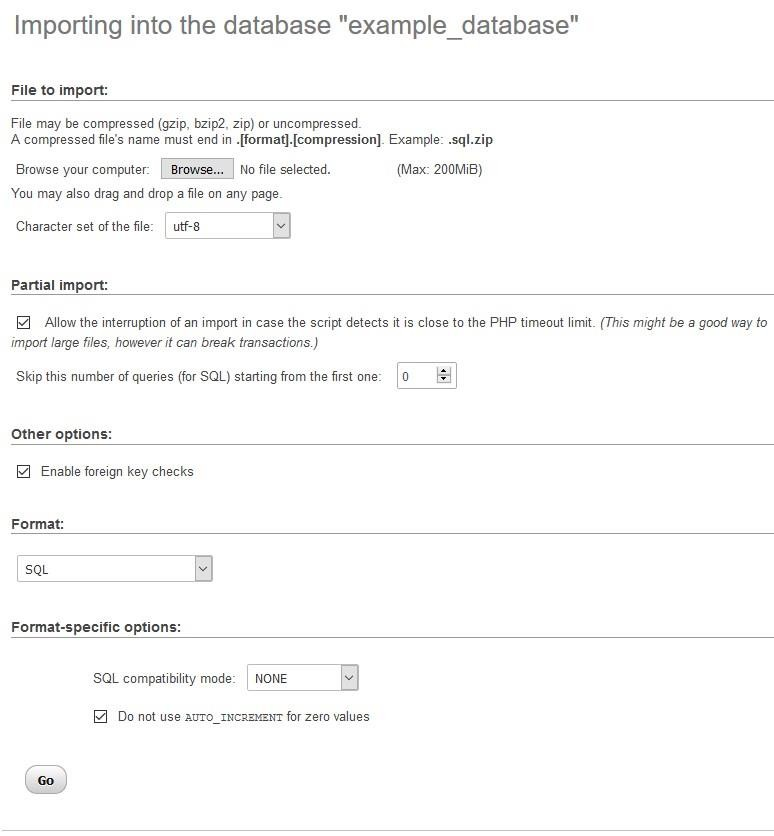 Importing into the database "example_database"
File to import:
File may be compressed (gzip, bzip2, zip) or uncompressed.
A compressed file's name must end in .[format].[compression]. Example: .sql.zip
Browse your computer: Browse... No file selected. (Max: 200MiB)
You may also drag and drop a file on any page.
Character set of the file: utf-8
Partial import:
Allow the interruption of an import in case the script detects it is close to the PHP timeout limit. (This might be a good way to
import large files, however it can break transactions.)
Skip this number of queries (for SQL) starting from the first one: 0
Other options:
Enable foreign key checks
Format:
SQL
Format-specific options:
SQL compatibility mode: NONE
Do not use AUTO_INCREMENT for zero values
Go